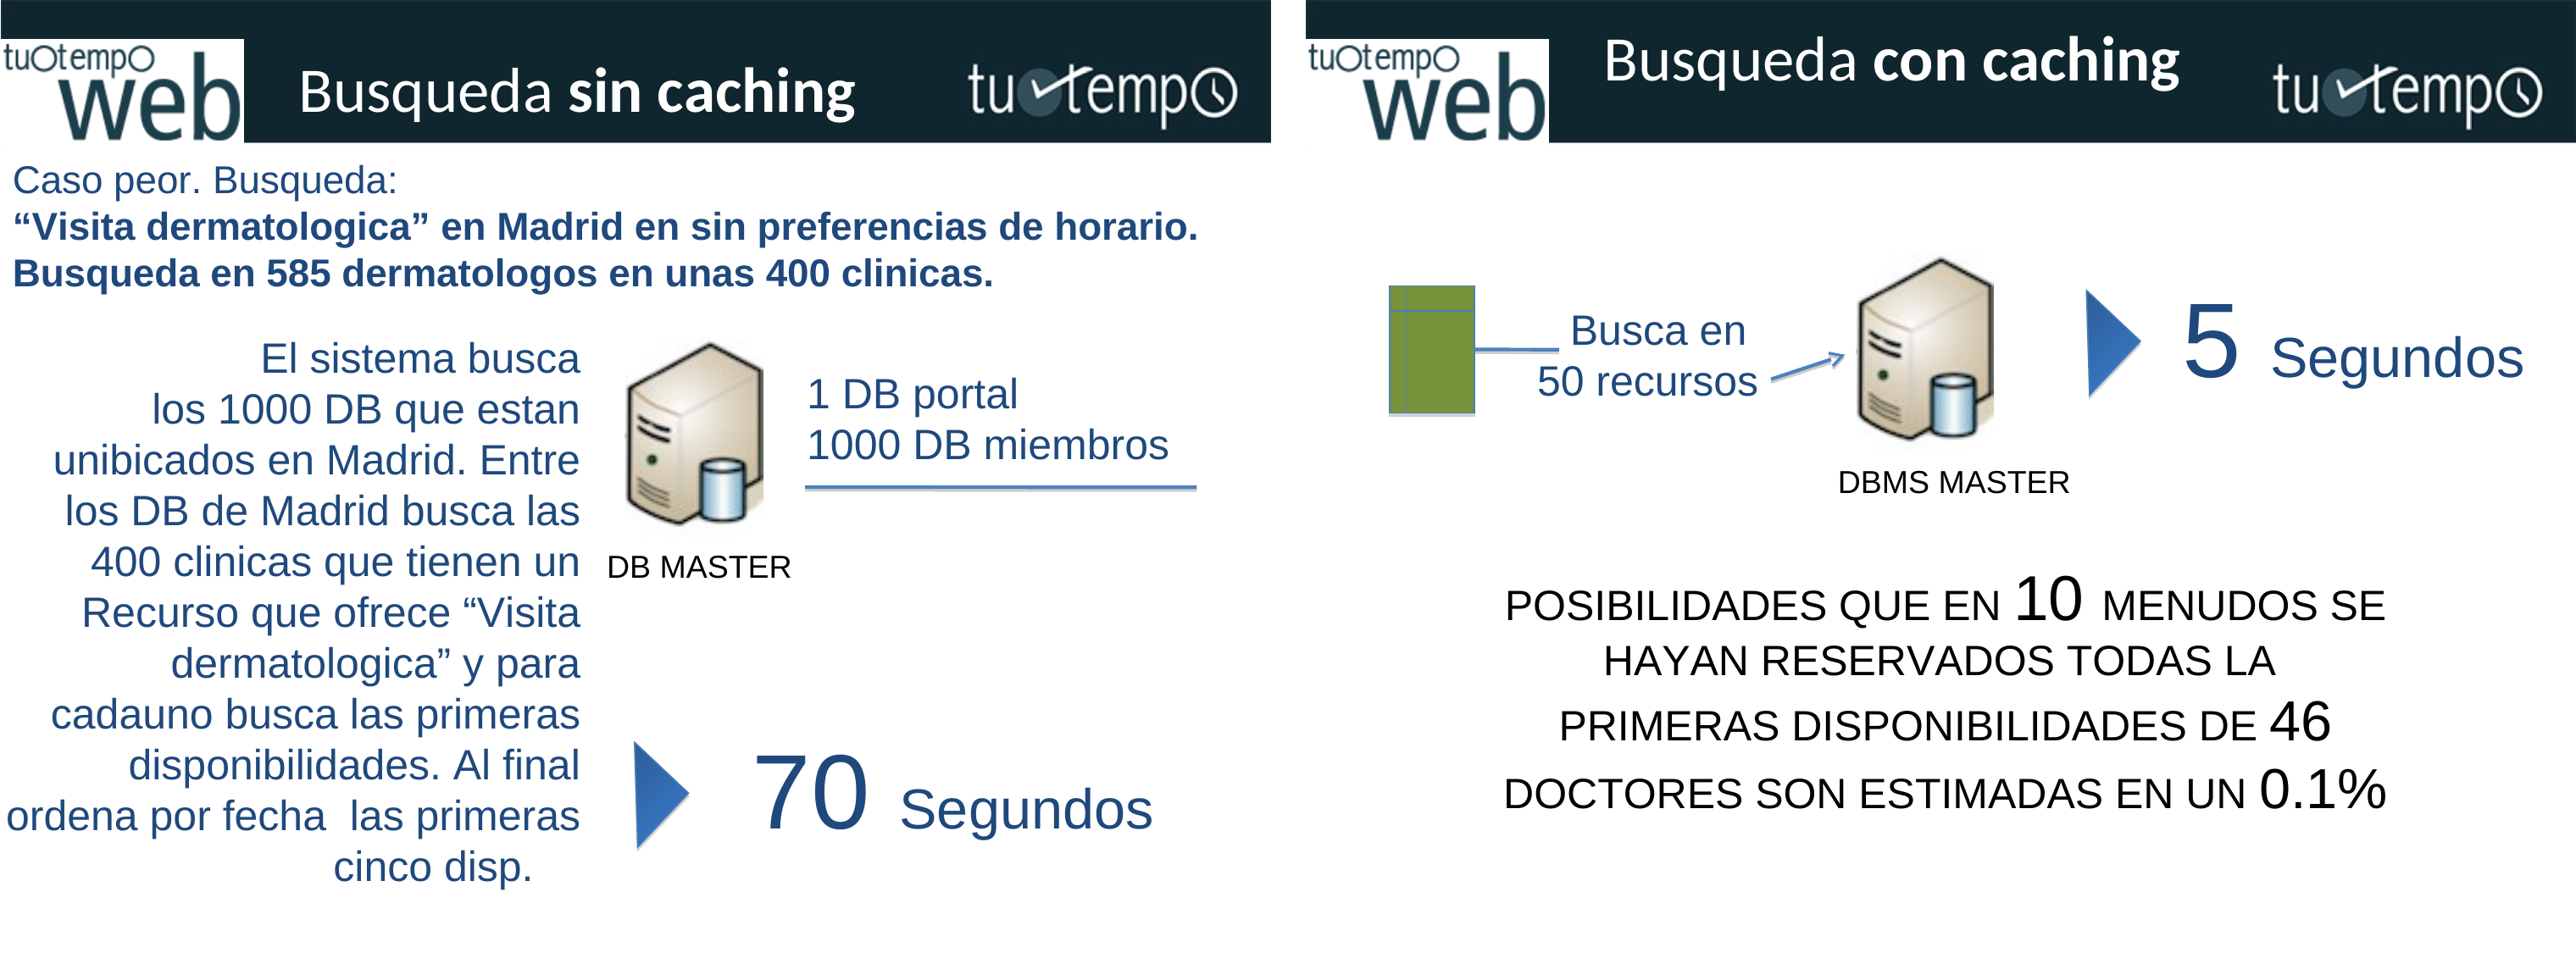 tuOtempO
web
Busqueda sin caching
tuOtempO
Caso peor. Busqueda:
“Visita dermatologica” en Madrid en sin preferencias de horario.
Busqueda en 585 dermatologos en unas 400 clinicas.
El sistema busca
los 1000 DB que estan
unibicados en Madrid. Entre
los DB de Madrid busca las
400 clinicas que tienen un
Recurso que ofrece “Visita
dermatologica” y para
cadauno busca las primeras
disponibilidades. Al final
ordena por fecha  las primeras
cinco disp.
1 DB portal
1000 DB miembros
DB MASTER
70 Segundos
tuOtempO
web
Busqueda con caching
tuOtempO
Busca en
50 recursos
DBMS MASTER
5 Segundos
POSIBILIDADES QUE EN 10 MENUDOS SE
HAYAN RESERVADOS TODAS LA
PRIMERAS DISPONIBILIDADES DE 46
DOCTORES SON ESTIMADAS EN UN 0.1%